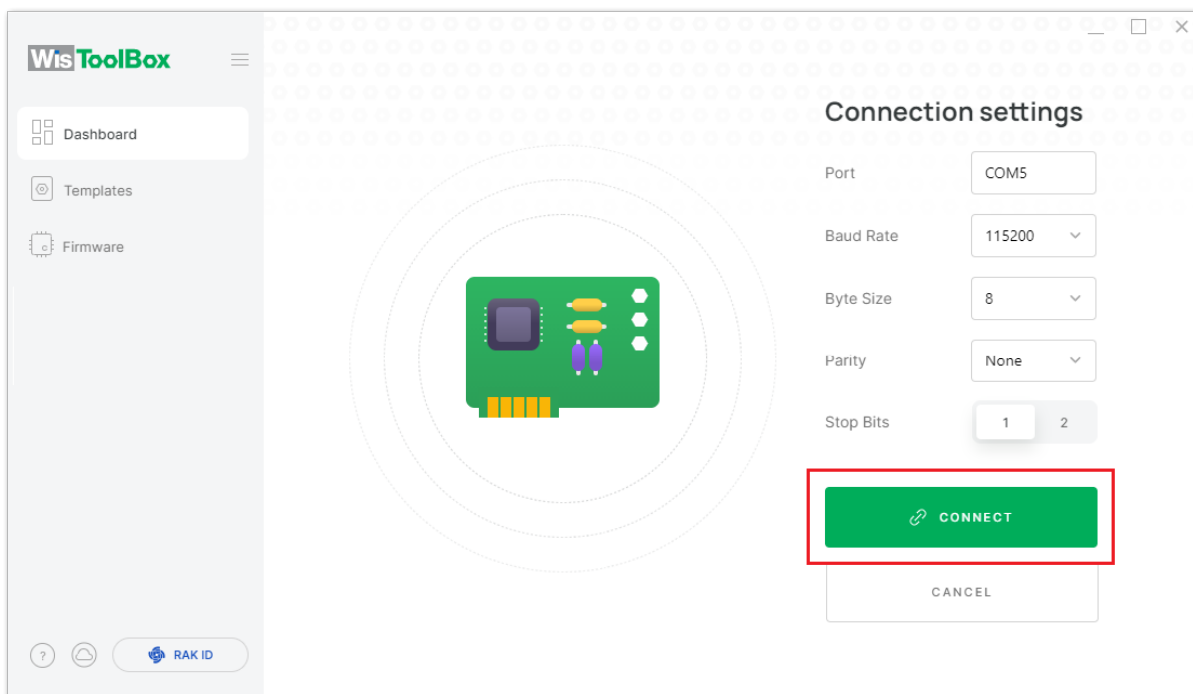 WisToolBox
Dashboard
Templates
Firmware
? RAK ID
Connection settings
Port COM5
Baud Rate 115200
Byte Size 8
Parity None
Stop Bits 1 2
CONNECT
CANCEL